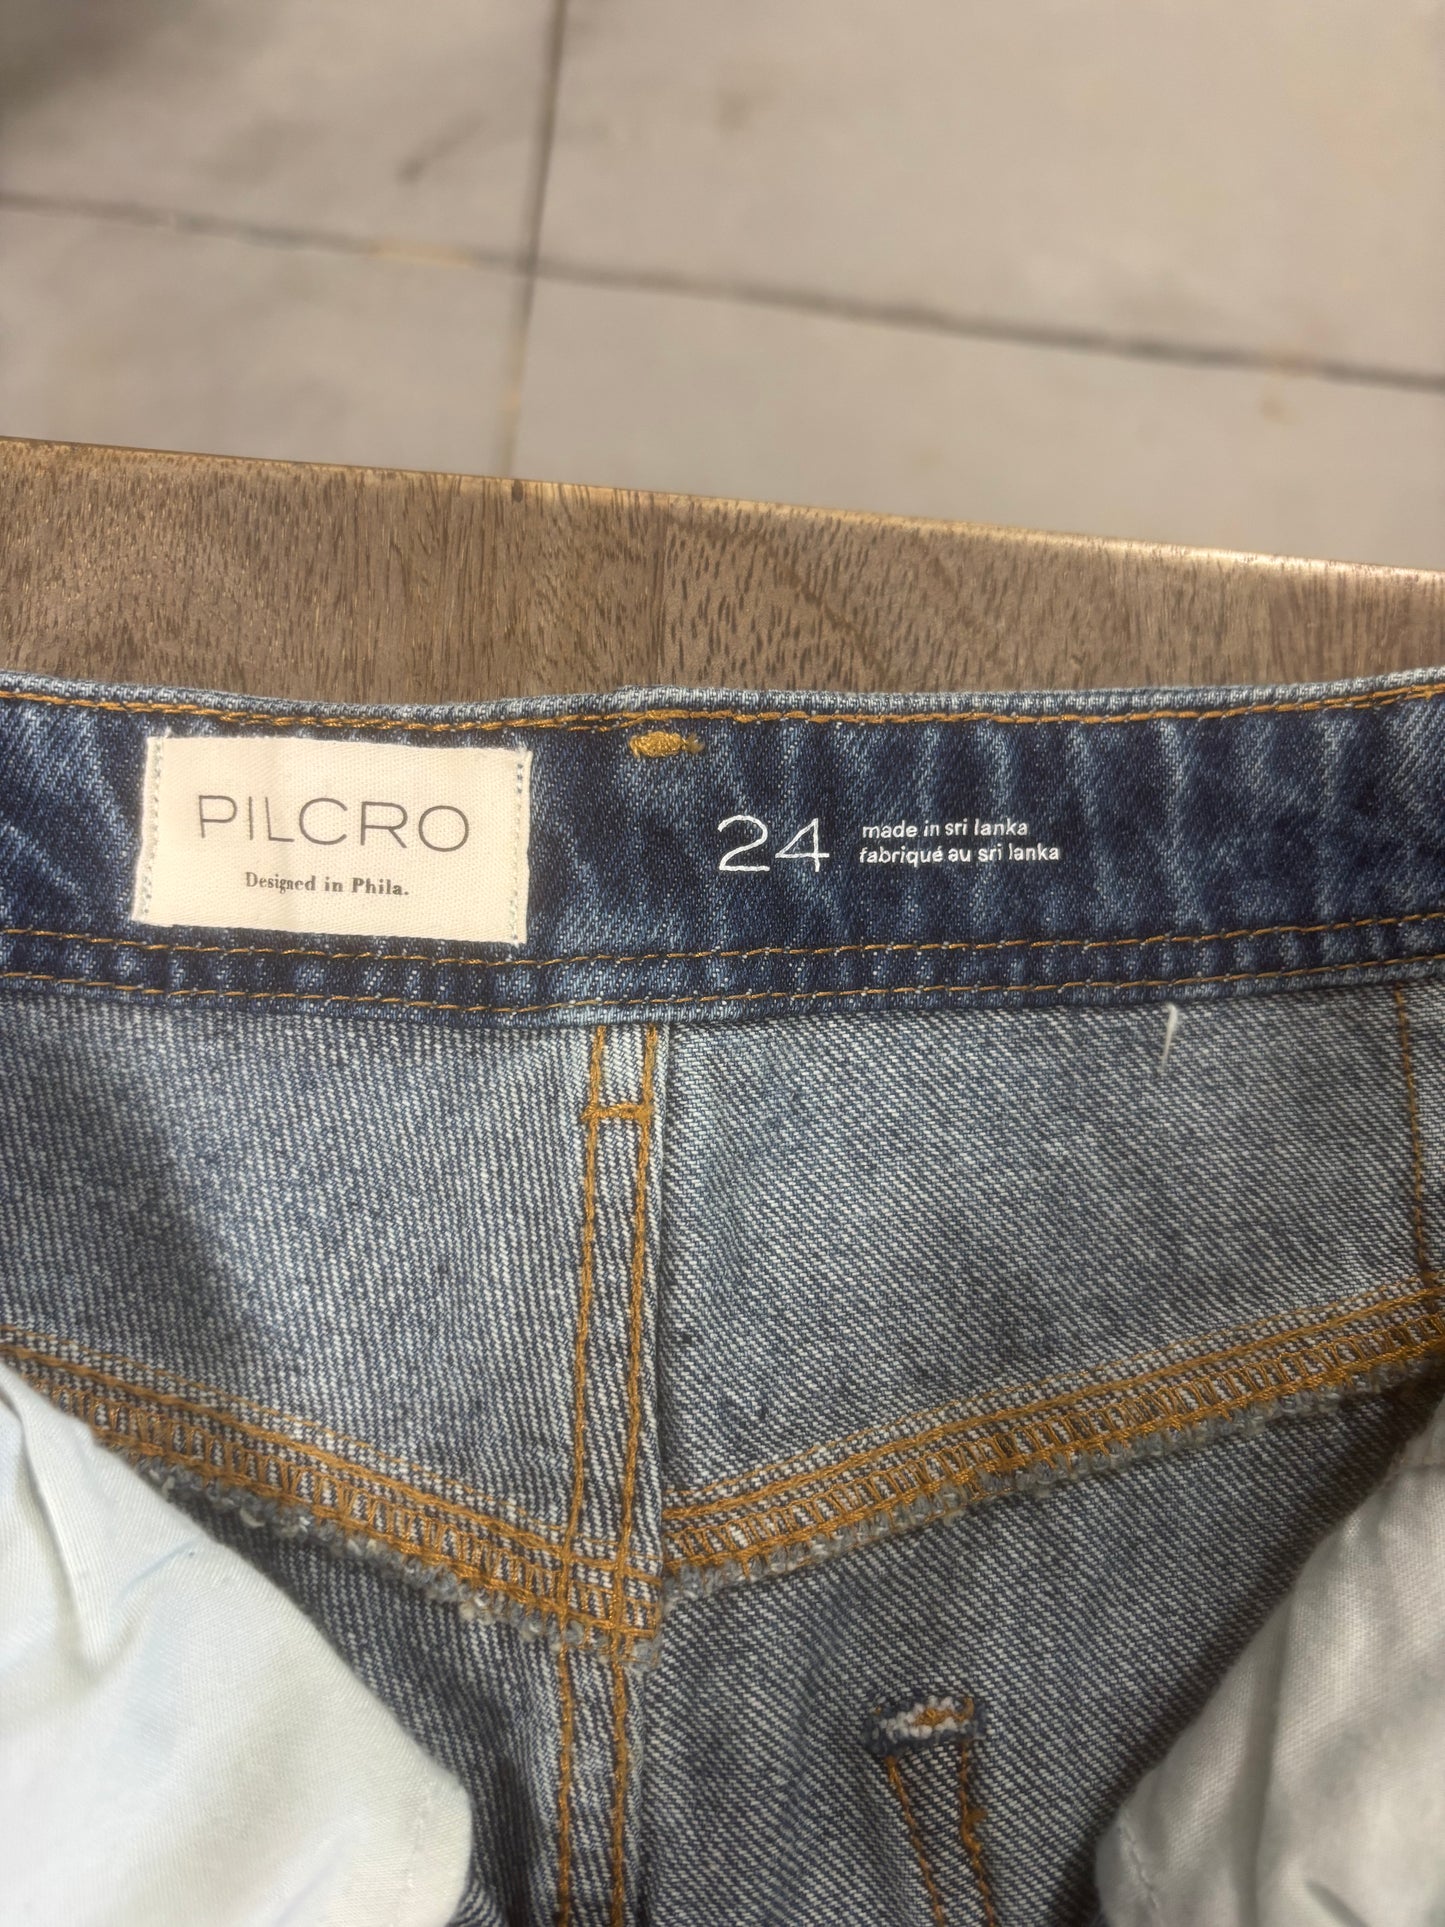 PILCRO
Designed in Phila.
24
made in sri lanka
fabriqué au sri lanka